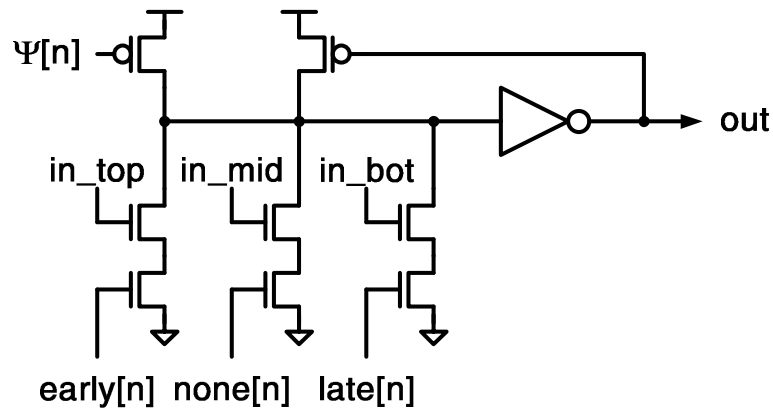 Ψ[n]
out
in_top in_mid in_bot
early[n] none[n] late[n]